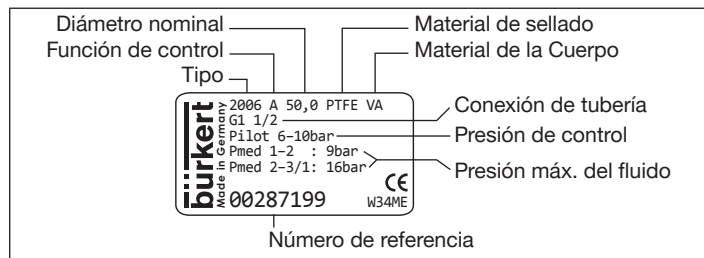 Diámetro nominal
Material de sellado
Función de control
Material de la Cuerpo
Tipo
bürkert
Made in Germany
2006 A 50,0 PTFE VA
G1 1/2
Conexión de tubería
Pilot 6–10bar
Presión de control
Pmed 1–2 : 9bar
Pmed 2–3/1: 16bar
Presión máx. del fluido
CE
00287199
W34ME
Número de referencia